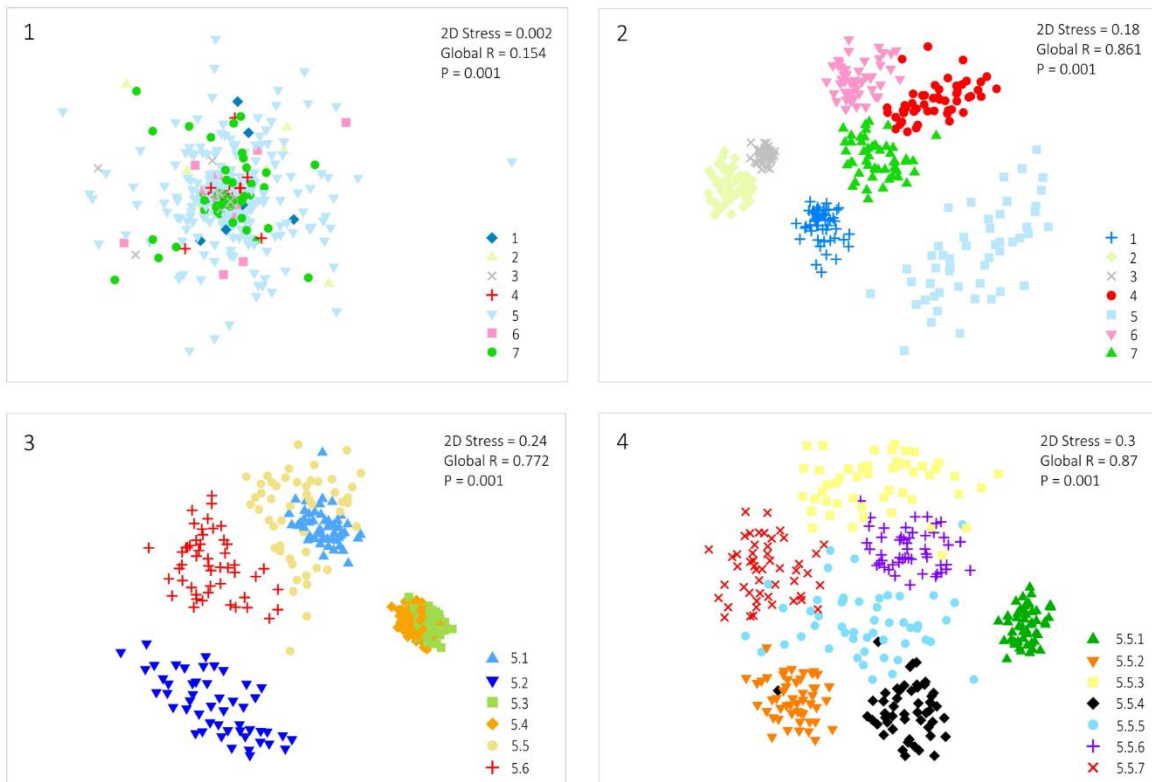 1
2D Stress = 0.002
Global R = 0.154
P = 0.001
1
2
3
4
5
6
7
2
2D Stress = 0.18
Global R = 0.861
P = 0.001
1
2
3
4
5
6
7
3
2D Stress = 0.24
Global R = 0.772
P = 0.001
5.1
5.2
5.3
5.4
5.5
5.6
4
2D Stress = 0.3
Global R = 0.87
P = 0.001
5.5.1
5.5.2
5.5.3
5.5.4
5.5.5
5.5.6
5.5.7